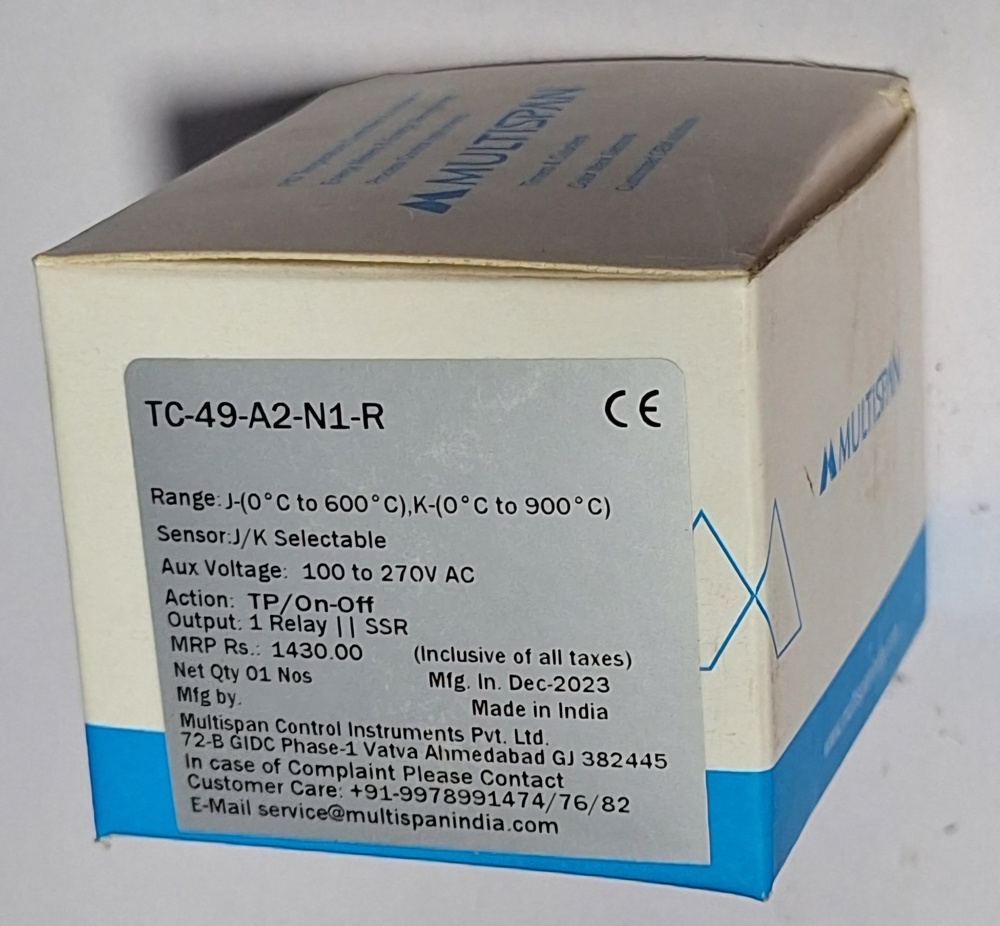 MULTISPAN
TC-49-A2-N1-R
CE
Range: J-(0°C to 600°C),K-(0°C to 900°C)
Sensor:J/K Selectable
Aux Voltage: 100 to 270V AC
Action: TP/On-Off
Output: 1 Relay || SSR
MRP Rs.: 1430.00 (Inclusive of all taxes)
Net Qty 01 Nos Mfg. In. Dec-2023
Mfg by. Made in India
Multispan Control Instruments Pvt. Ltd.
72-B GIDC Phase-1 Vatva Ahmedabad GJ 382445
In case of Complaint Please Contact
Customer Care: +91-9978991474/76/82
E-Mail service@multispanindia.com
MULTISPAN